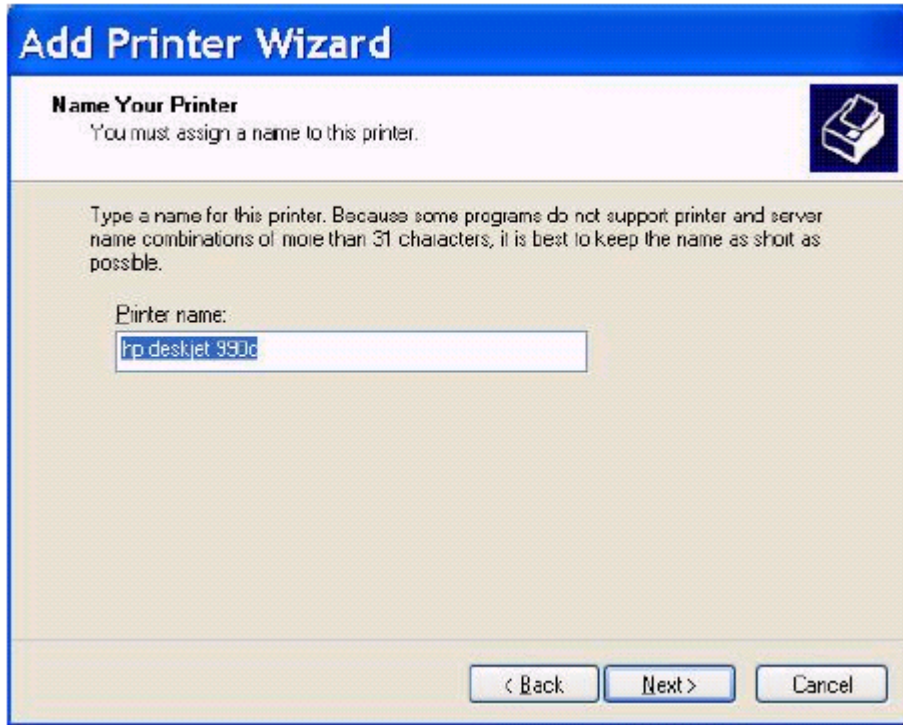 Add Printer Wizard
Name Your Printer
You must assign a name to this printer.
Type a name for this printer. Because some programs do not support printer and server
name combinations of more than 31 characters, it is best to keep the name as short as
possible.
Printer name:
hp deskjet 990c
< Back
Next >
Cancel